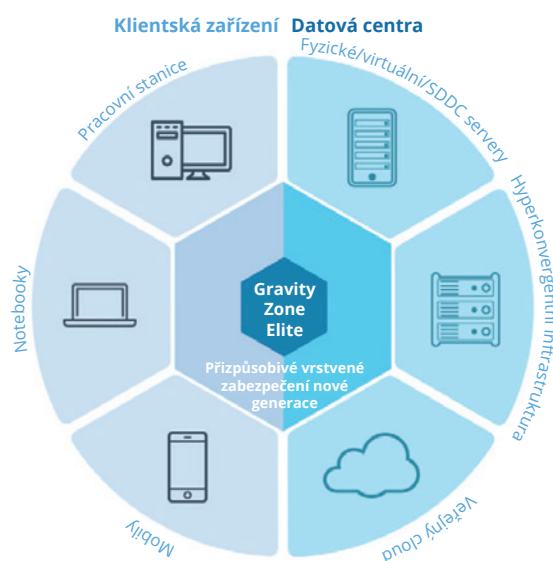 Klientská zařízení Datová centra
Pracovní stanice
Fyzické/virtuální/SDDC servery
Notebooky
Hyperkonvergentní infrastruktura
Gravity
Zone
Elite
Přizpůsobivé vrstvené
zabezpečení nové
generace
Mobily
Veřejný cloud